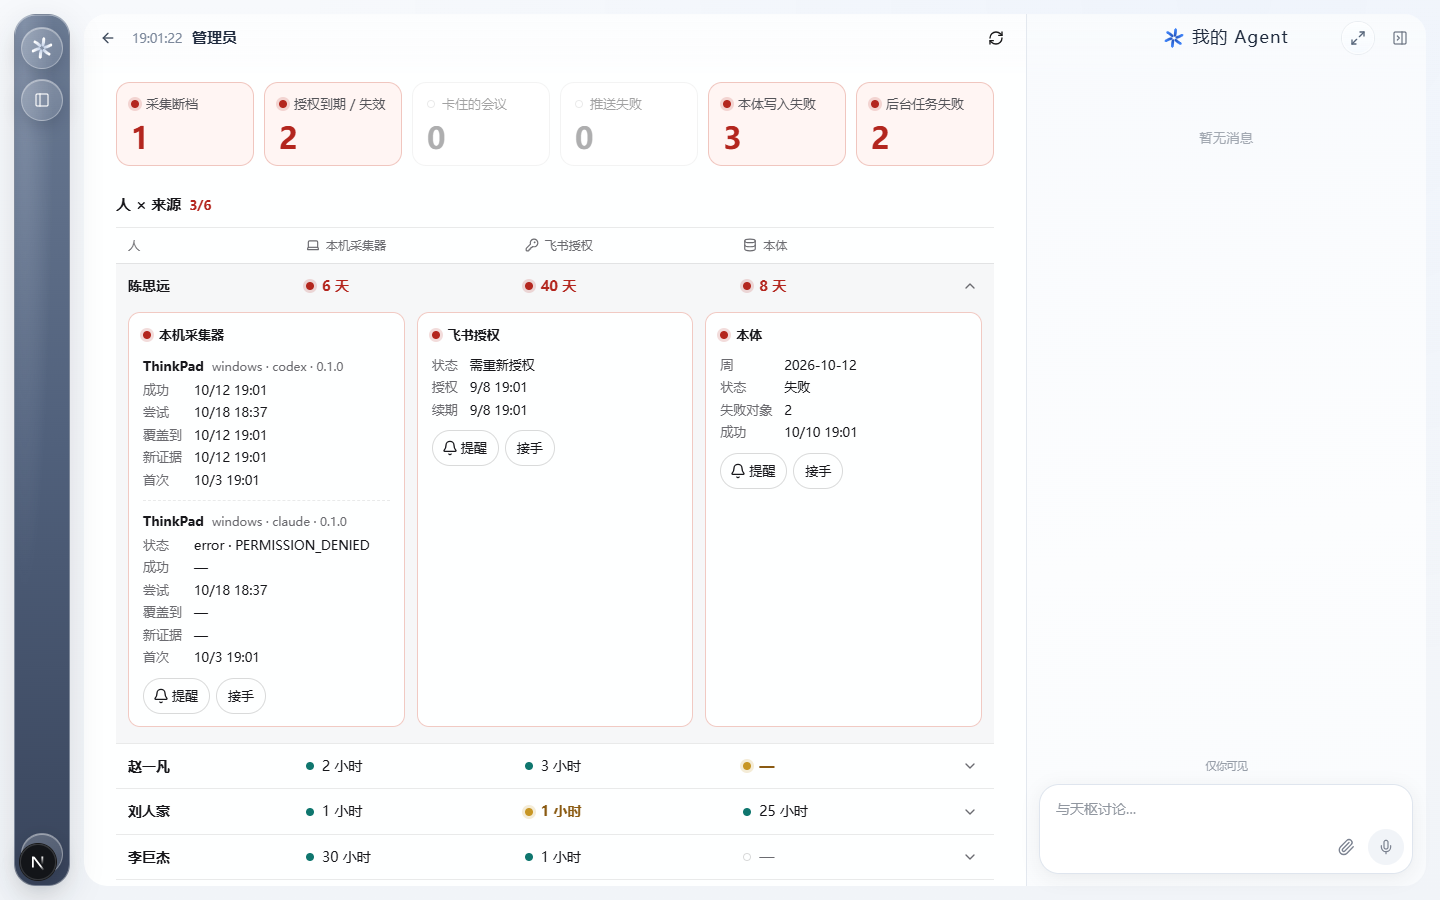 19:01:22 管理员
我的 Agent
采集断档
1
授权到期 / 失效
2
卡住的会议
0
推送失败
0
本体写入失败
3
后台任务失败
2
暂无消息
人 × 来源 3/6
人 本机采集器 飞书授权 本体
陈思远 6 天 40 天 8 天
本机采集器
ThinkPad windows · codex · 0.1.0
成功 10/12 19:01
尝试 10/18 18:37
覆盖到 10/12 19:01
新证据 10/12 19:01
首次 10/3 19:01
ThinkPad windows · claude · 0.1.0
状态 error · PERMISSION_DENIED
成功 —
尝试 10/18 18:37
覆盖到 —
新证据 —
首次 10/3 19:01
提醒 接手
飞书授权
状态 需重新授权
授权 9/8 19:01
续期 9/8 19:01
提醒 接手
本体
周 2026-10-12
状态 失败
失败对象 2
成功 10/10 19:01
提醒 接手
赵一凡 2 小时 3 小时 —
刘人豪 1 小时 1 小时 25 小时
李巨杰 30 小时 1 小时 —
仅你可见
与天枢讨论...
N